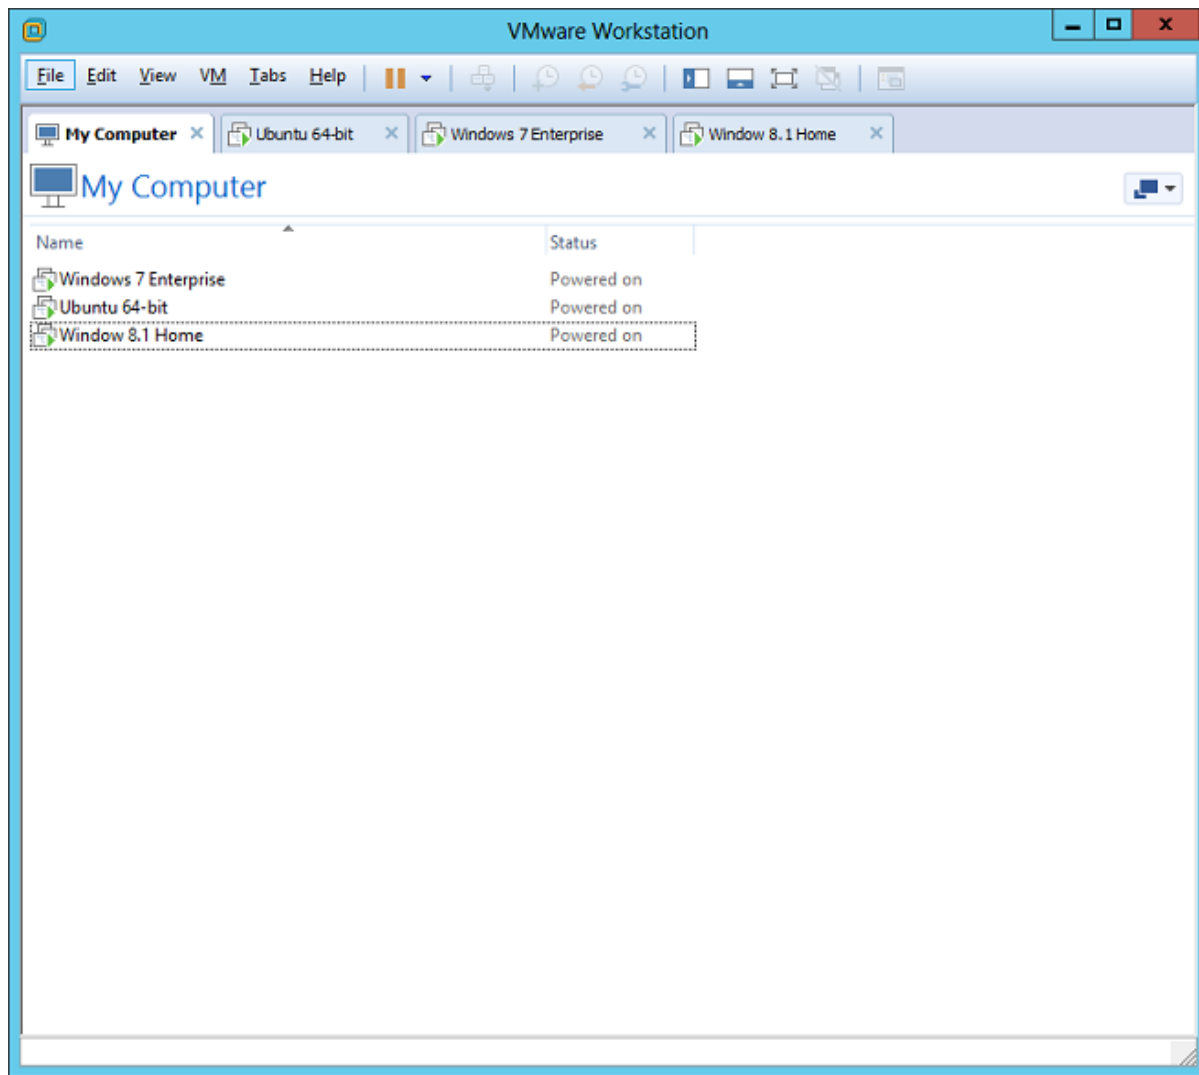 VMware Workstation
File Edit View VM Tabs Help
My Computer Ubuntu 64-bit Windows 7 Enterprise Window 8.1 Home
My Computer
Name Status
Windows 7 Enterprise Powered on
Ubuntu 64-bit Powered on
Window 8.1 Home Powered on